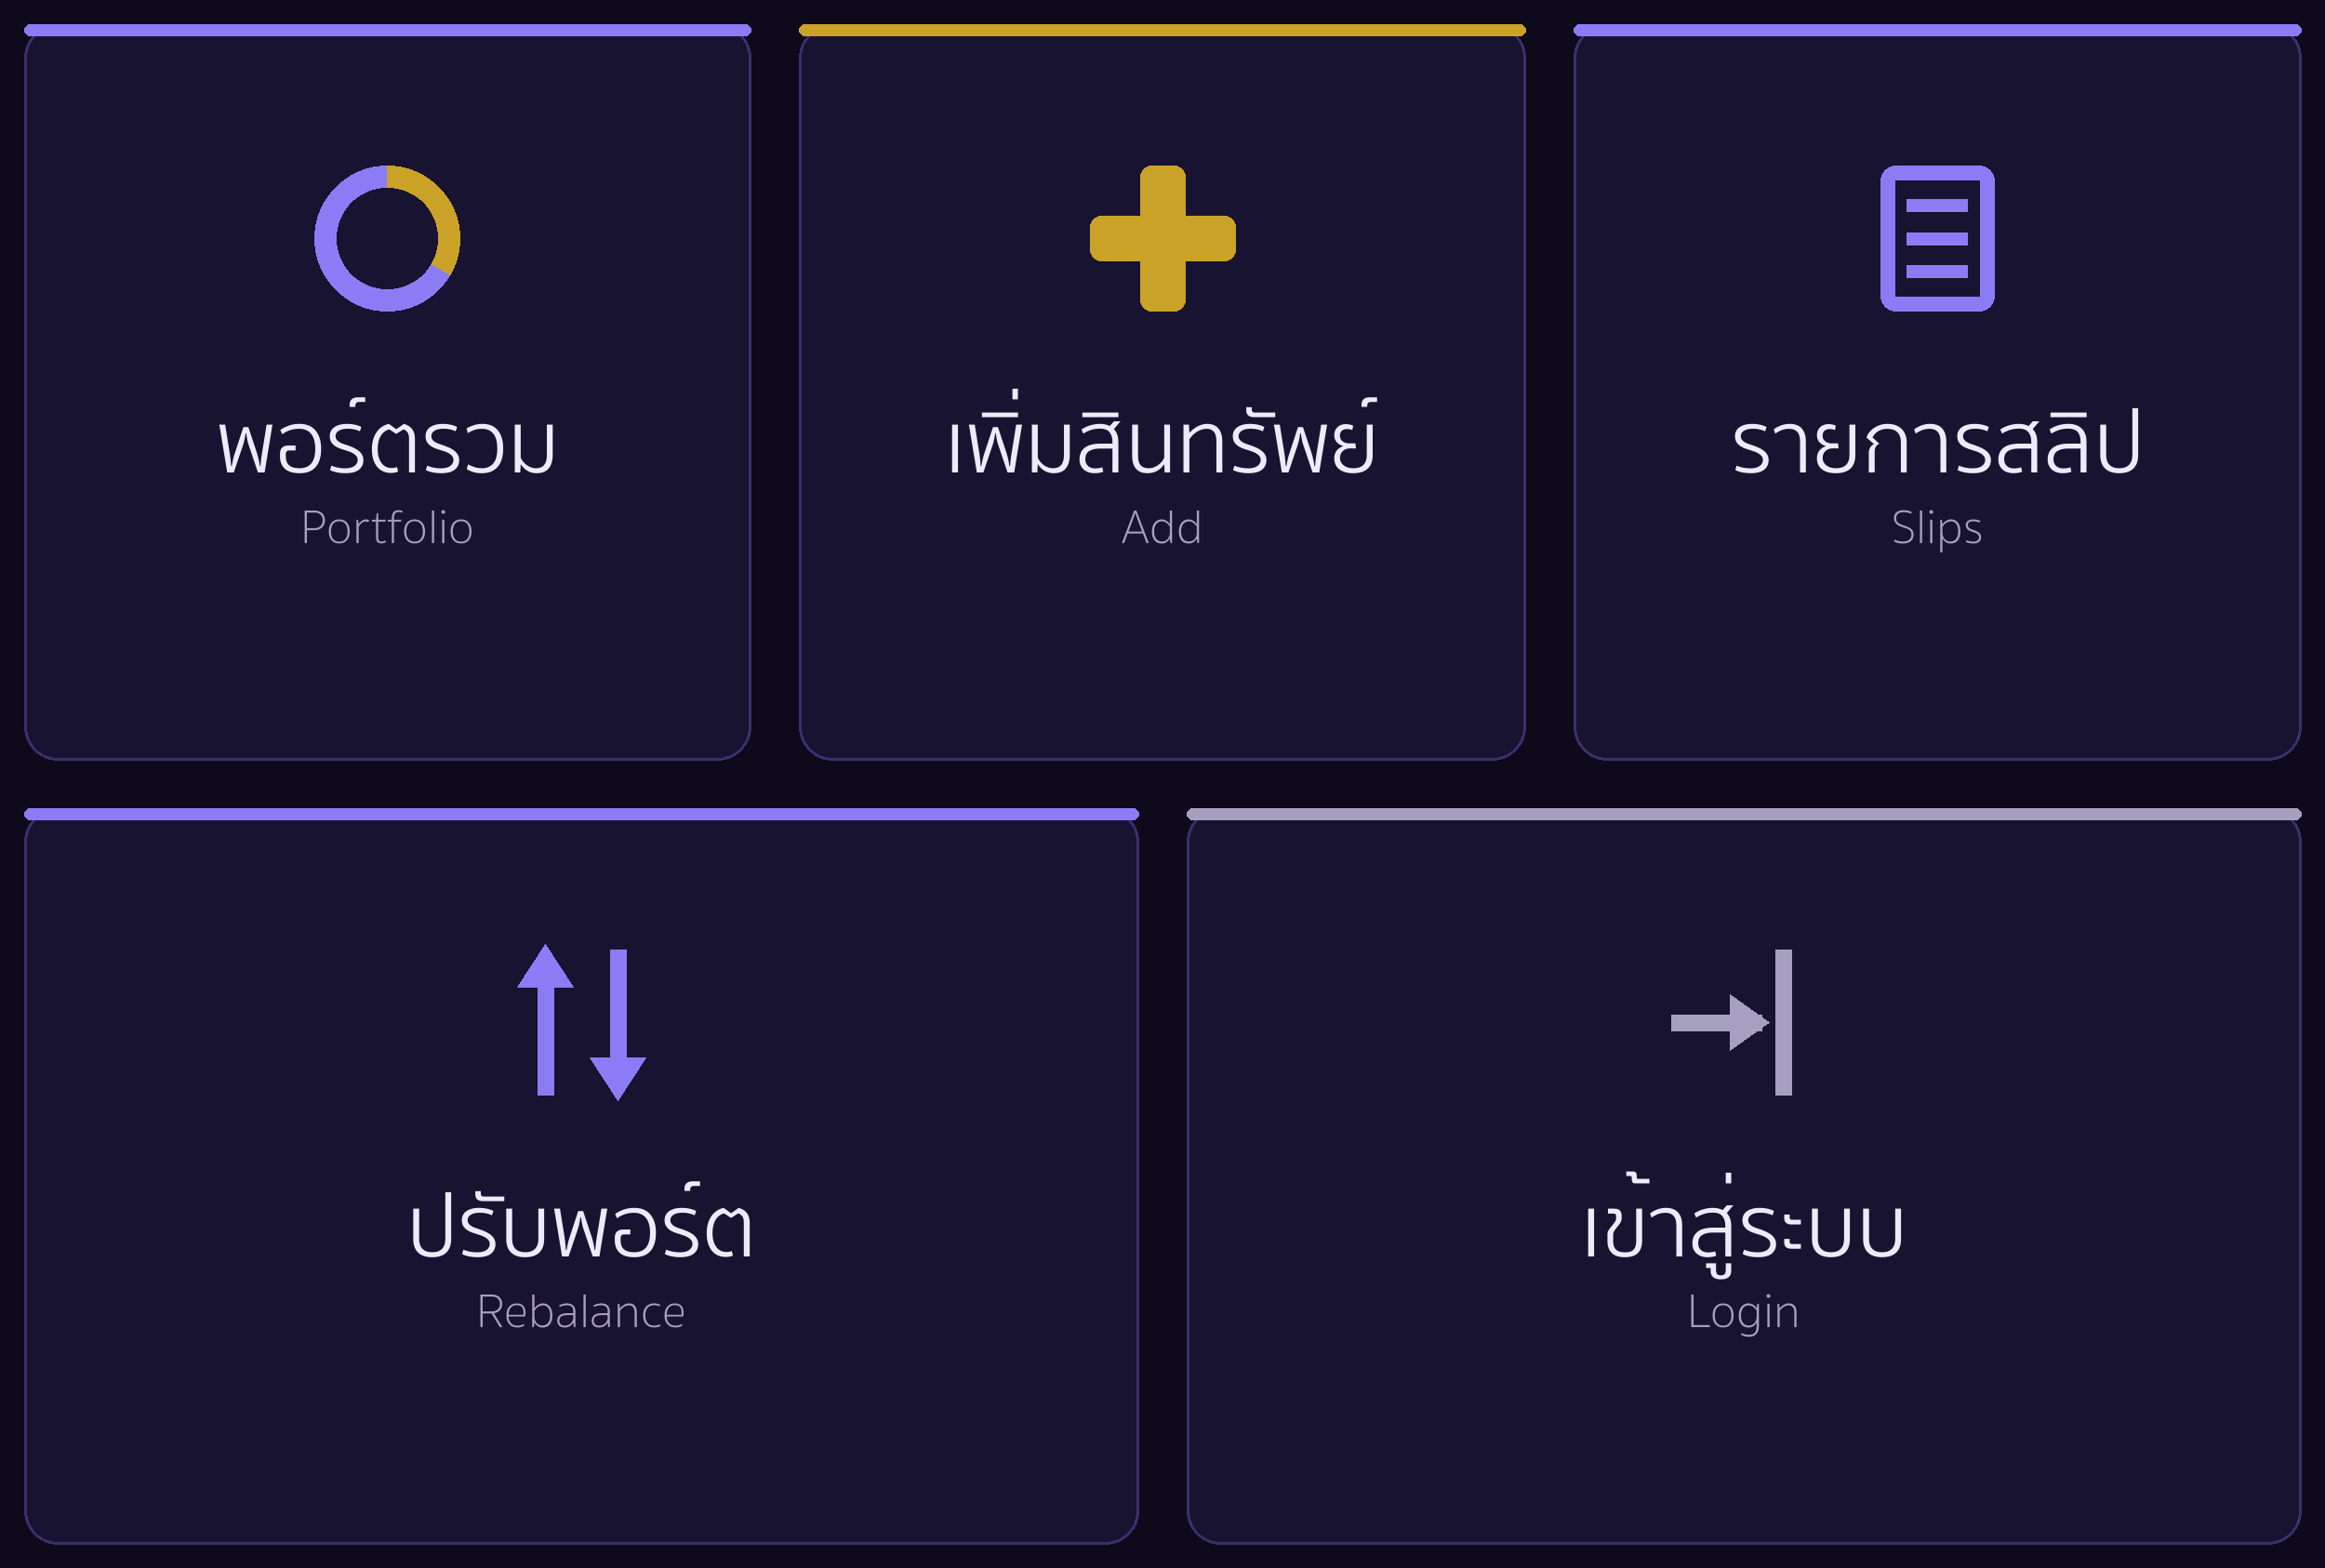 พอร์ตรวม
Portfolio
เพิ่มสินทรัพย์
Add
รายการสลิป
Slips
ปรับพอร์ต
Rebalance
เข้าสู่ระบบ
Login